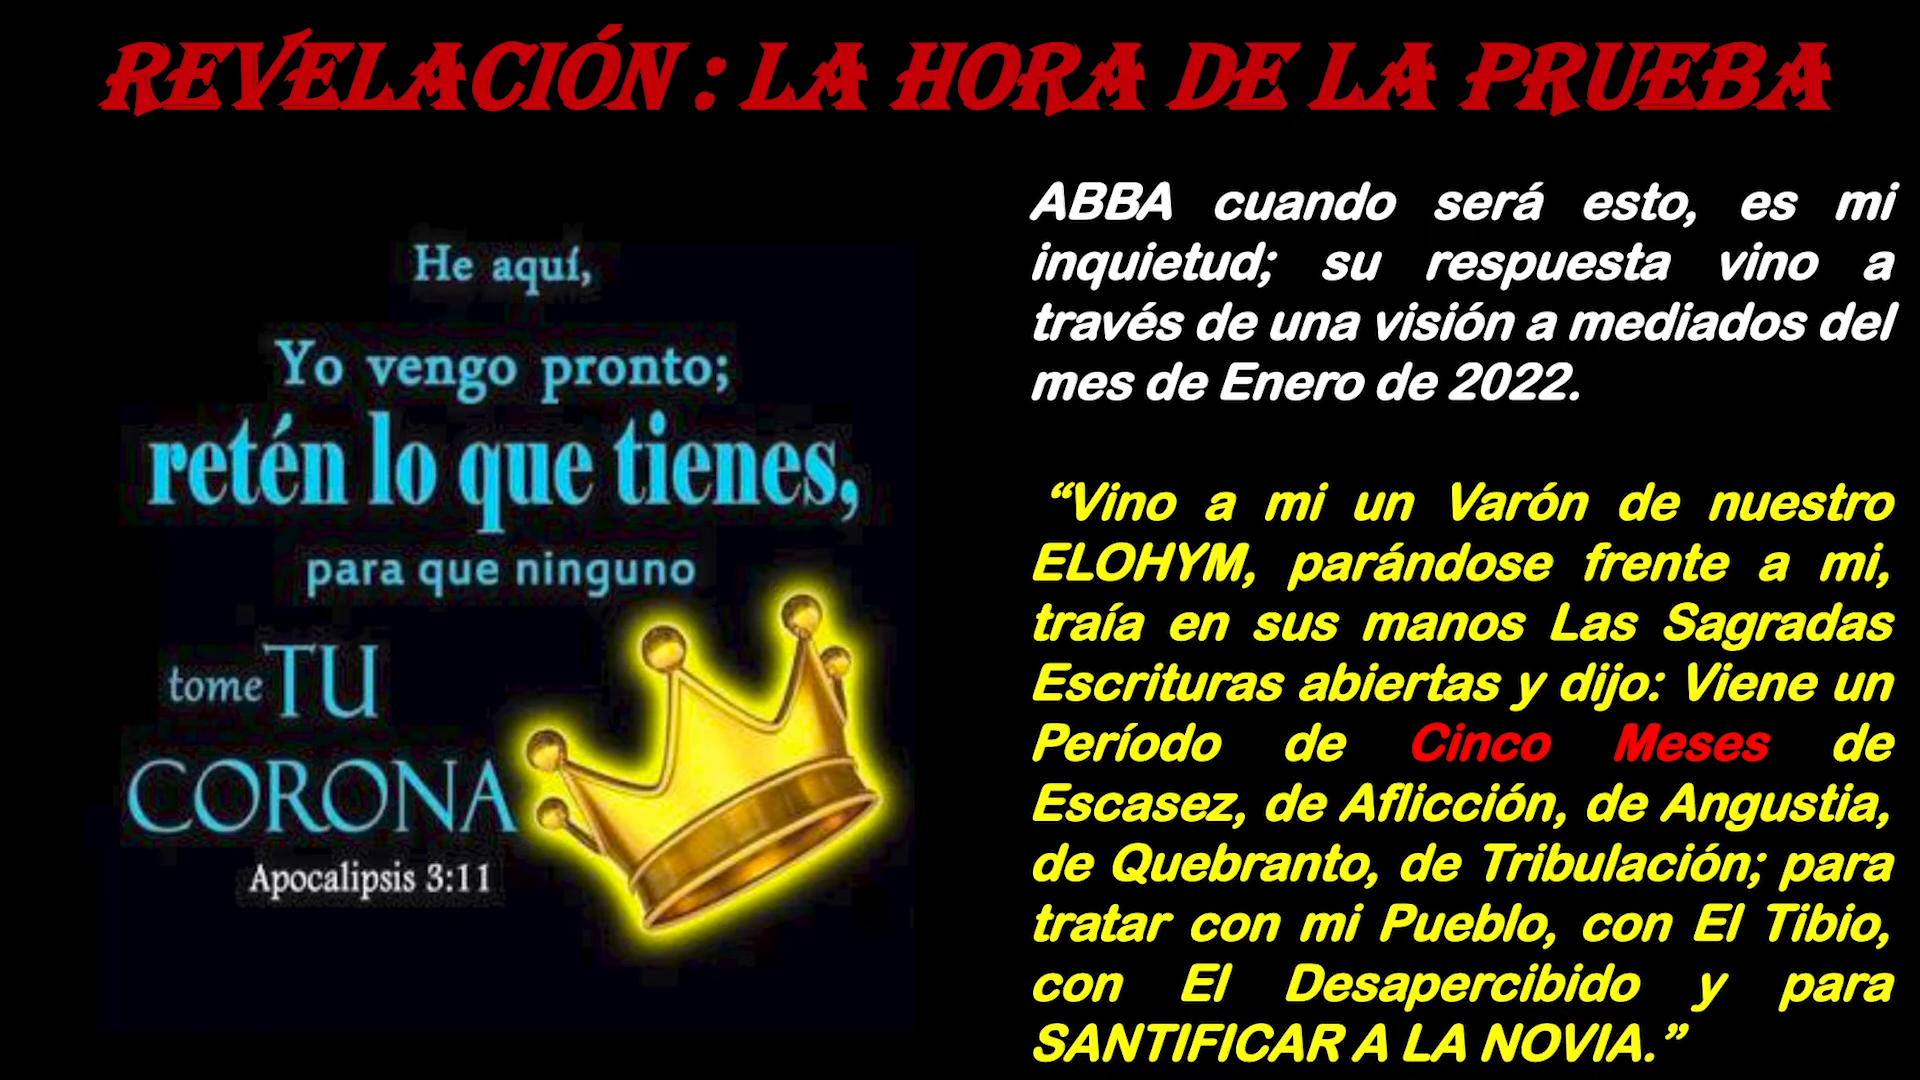 REVELACIÓN : LA HORA DE LA PRUEBA
He aquí,
Yo vengo pronto;
retén lo que tienes,
para que ninguno
tome TU
CORONA
Apocalipsis 3:11
ABBA cuando será esto, es mi
inquietud; su respuesta vino a
través de una visión a mediados del
mes de Enero de 2022.
“Vino a mi un Varón de nuestro
ELOHYM, parándose frente a mi,
traía en sus manos Las Sagradas
Escrituras abiertas y dijo: Viene un
Período de Cinco Meses de
Escasez, de Aflicción, de Angustia,
de Quebranto, de Tribulación; para
tratar con mi Pueblo, con El Tibio,
con El Desapercibido y para
SANTIFICAR A LA NOVIA.”